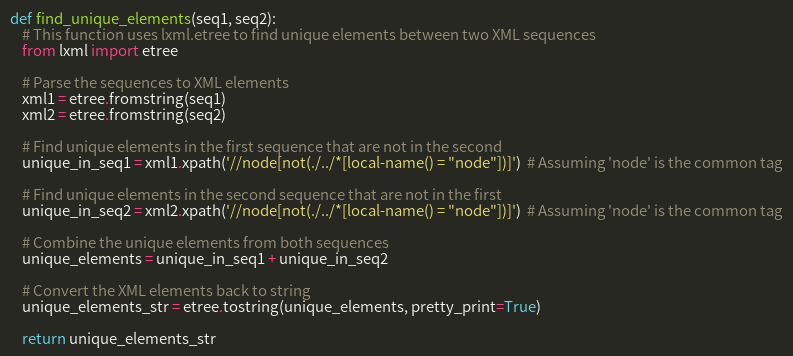 def find_unique_elements(seq1, seq2):
# This function uses lxml.etree to find unique elements between two XML sequences
from lxml import etree
# Parse the sequences to XML elements
xml1 = etree.fromstring(seq1)
xml2 = etree.fromstring(seq2)
# Find unique elements in the first sequence that are not in the second
unique_in_seq1 = xml1.xpath('//node[not(./../*[local-name() = "node"])]') # Assuming 'node' is the common tag
# Find unique elements in the second sequence that are not in the first
unique_in_seq2 = xml2.xpath('//node[not(./../*[local-name() = "node"])]') # Assuming 'node' is the common tag
# Combine the unique elements from both sequences
unique_elements = unique_in_seq1 + unique_in_seq2
# Convert the XML elements back to string
unique_elements_str = etree.tostring(unique_elements, pretty_print=True)
return unique_elements_str